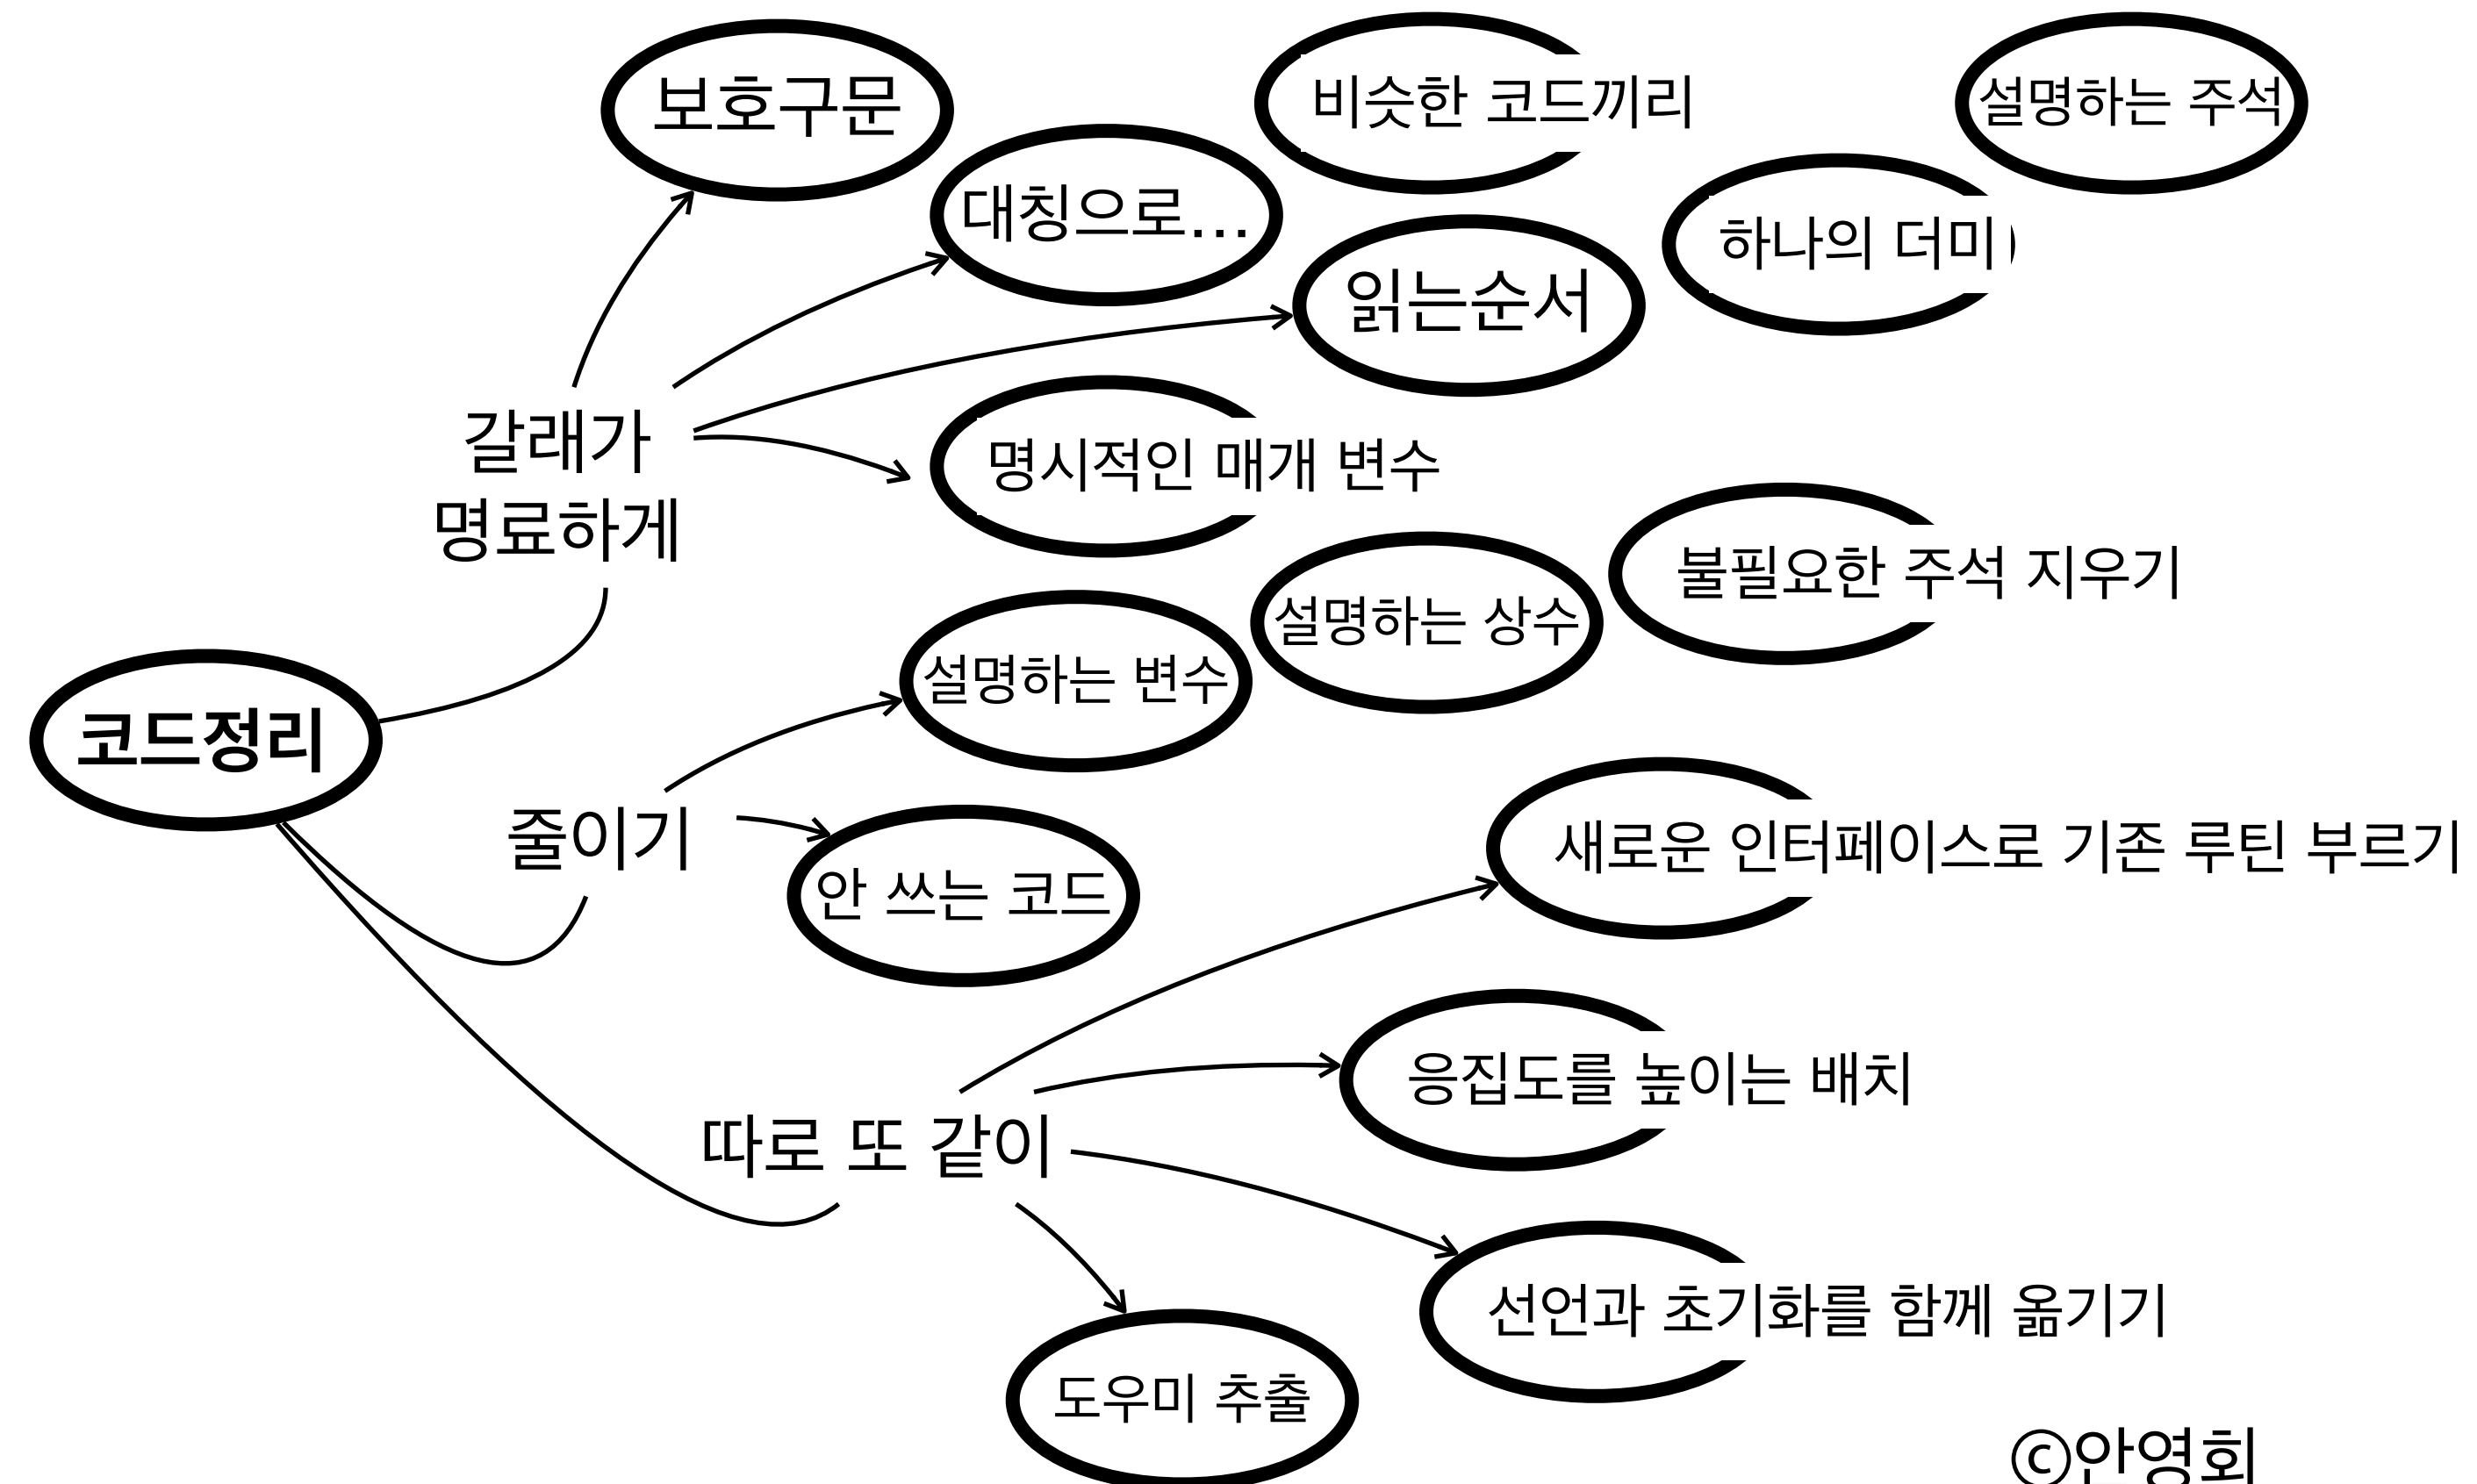 보호구문
비슷한 코드끼리
설명하는 주석
대칭으로...
하나의 더미
읽는순서
갈래가
명료하게
명시적인 매개 변수
불필요한 주석 지우기
설명하는 상수
설명하는 변수
코드정리
줄이기
새로운 인터페이스로 기존 루틴 부르기
안 쓰는 코드
응집도를 높이는 배치
따로 또 같이
선언과 초기화를 함께 옮기기
도우미 추출
©안영회